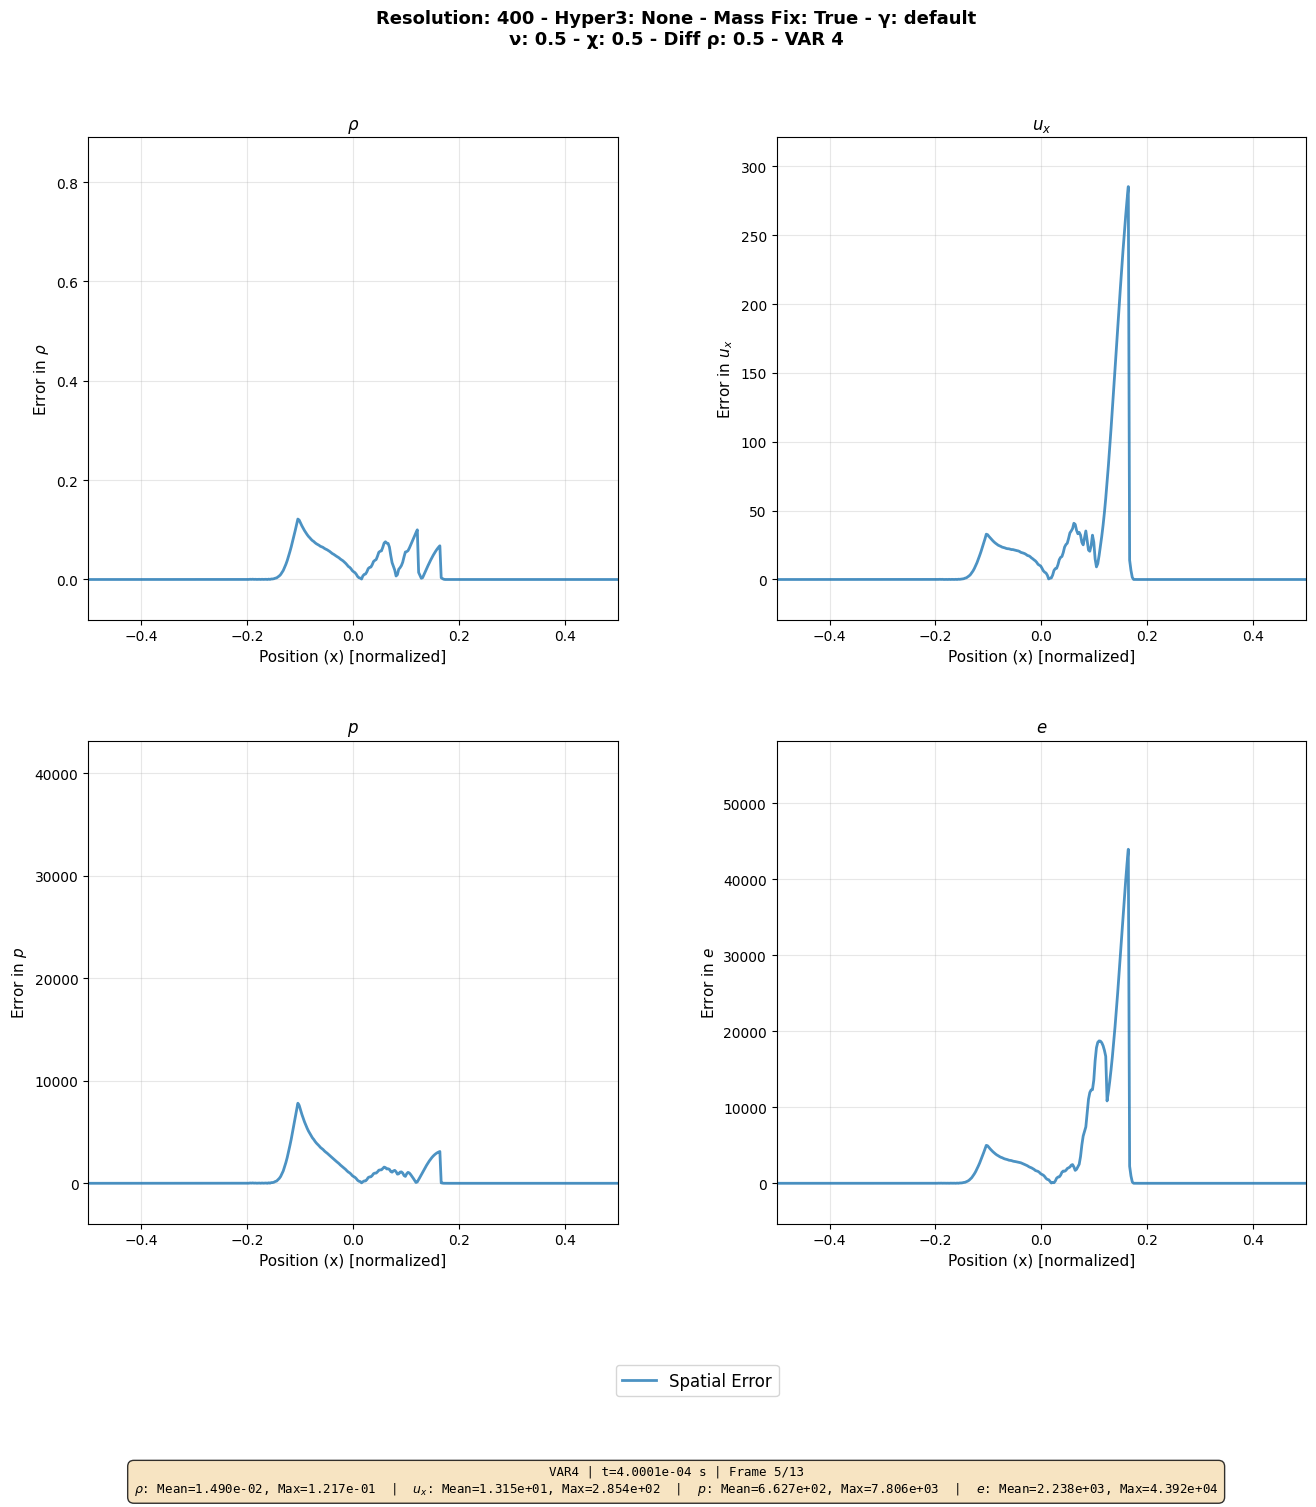 Resolution: 400 - Hyper3: None - Mass Fix: True - γ: default
ν: 0.5 - χ: 0.5 - Diff ρ: 0.5 - VAR 4
ρ
Error in ρ
0.8
0.6
0.4
0.2
0.0
−0.4 −0.2 0.0 0.2 0.4
Position (x) [normalized]
u_x
Error in u_x
300
250
200
150
100
50
0
−0.4 −0.2 0.0 0.2 0.4
Position (x) [normalized]
p
Error in p
40000
30000
20000
10000
0
−0.4 −0.2 0.0 0.2 0.4
Position (x) [normalized]
e
Error in e
50000
40000
30000
20000
10000
0
−0.4 −0.2 0.0 0.2 0.4
Position (x) [normalized]
Spatial Error
VAR4 | t=4.0001e-04 s | Frame 5/13
ρ: Mean=1.490e-02, Max=1.217e-01 | u_x: Mean=1.315e+01, Max=2.854e+02 | p: Mean=6.627e+02, Max=7.806e+03 | e: Mean=2.238e+03, Max=4.392e+04